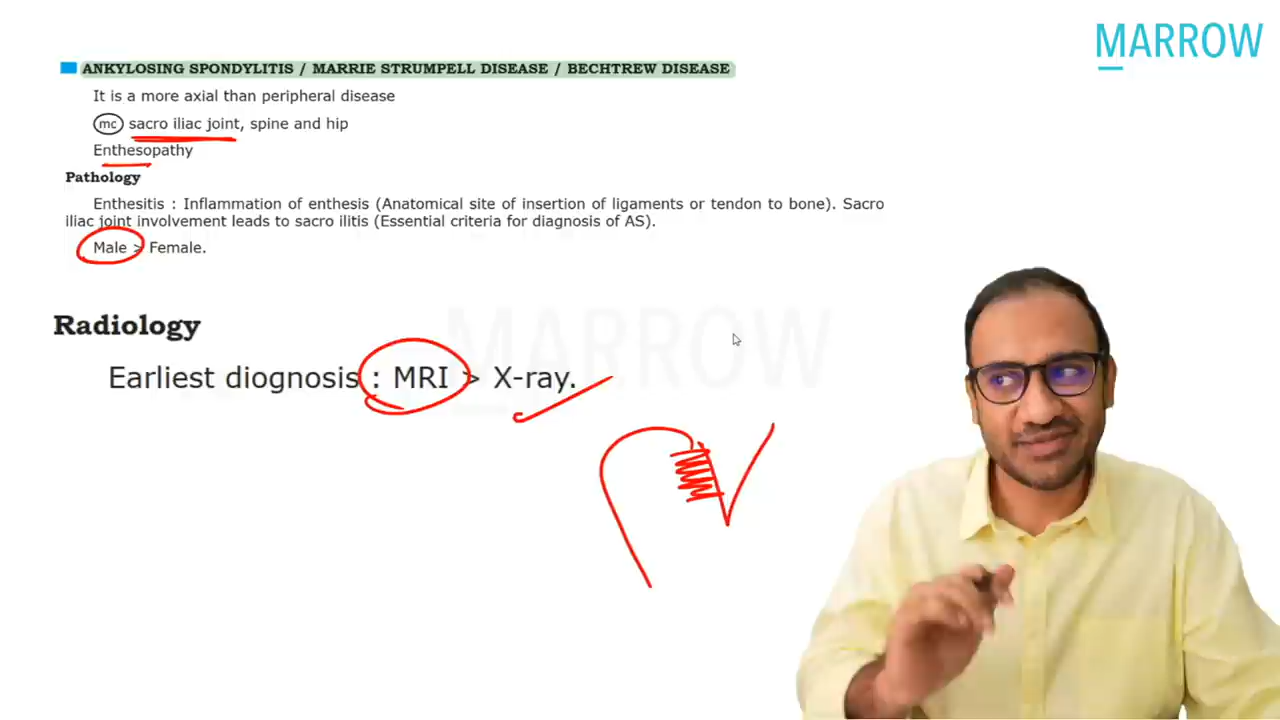 MARROW
ANKYLOSING SPONDYLITIS / MARRIE STRUMPELL DISEASE / BECHTREW DISEASE
It is a more axial than peripheral disease
mc sacro iliac joint, spine and hip
Enthesopathy
Pathology
Enthesitis : Inflammation of enthesis (Anatomical site of insertion of ligaments or tendon to bone). Sacro
iliac joint involvement leads to sacro ilitis (Essential criteria for diagnosis of AS).
Male > Female.
MARROW
Radiology
Earliest diognosis : MRI > X-ray.